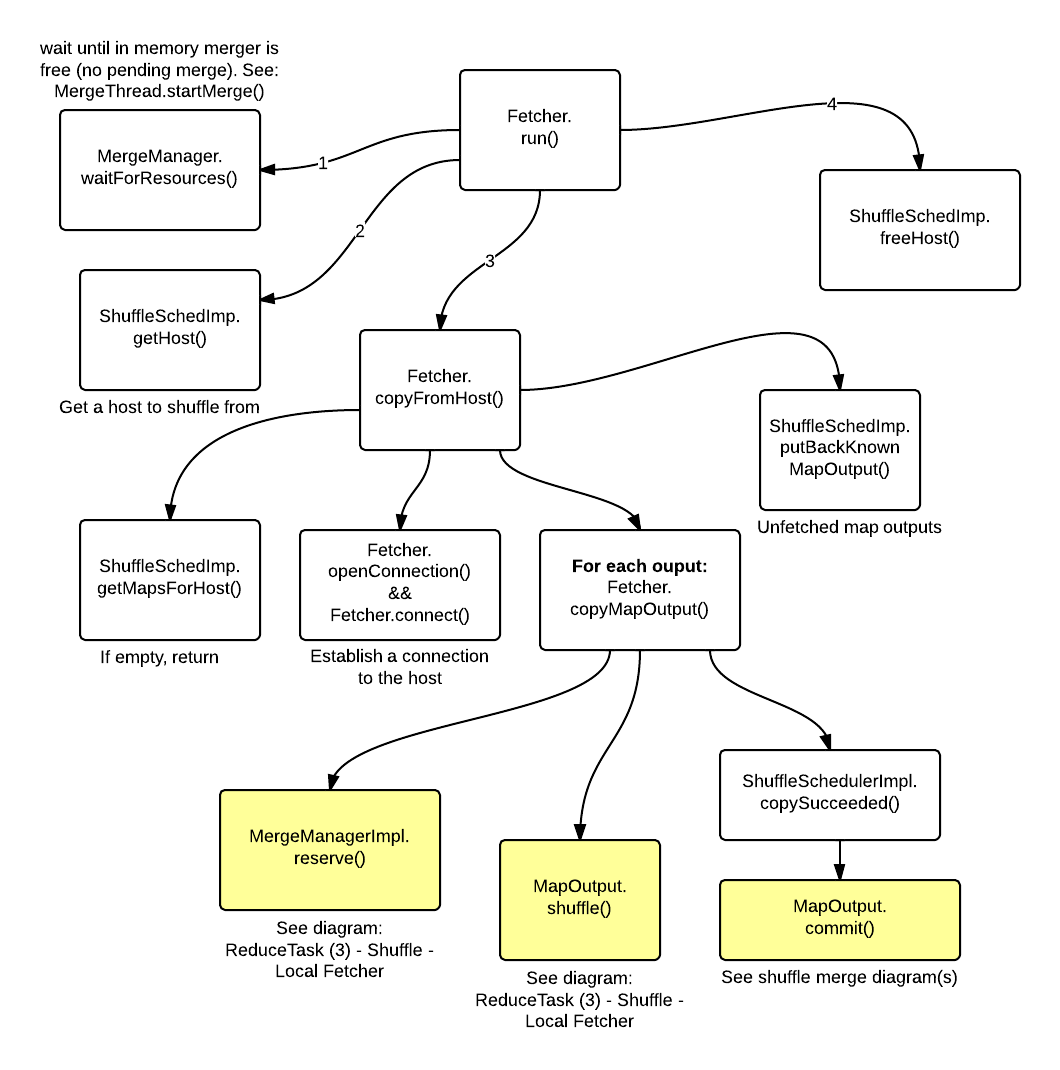 wait until in memory merger is
free (no pending merge). See:
MergeThread.startMerge()
MergeManager.
waitForResources()
Fetcher.
run()
1
2
3
4
ShuffleSchedImp.
freeHost()
ShuffleSchedImp.
getHost()
Get a host to shuffle from
Fetcher.
copyFromHost()
ShuffleSchedImp.
putBackKnown
MapOutput()
Unfetched map outputs
ShuffleSchedImp.
getMapsForHost()
If empty, return
Fetcher.
openConnection()
&&
Fetcher.connect()
Establish a connection
to the host
For each ouput:
Fetcher.
copyMapOutput()
MergeManagerImpl.
reserve()
See diagram:
ReduceTask (3) - Shuffle -
Local Fetcher
MapOutput.
shuffle()
See diagram:
ReduceTask (3) - Shuffle -
Local Fetcher
ShuffleSchedulerImpl.
copySucceeded()
MapOutput.
commit()
See shuffle merge diagram(s)